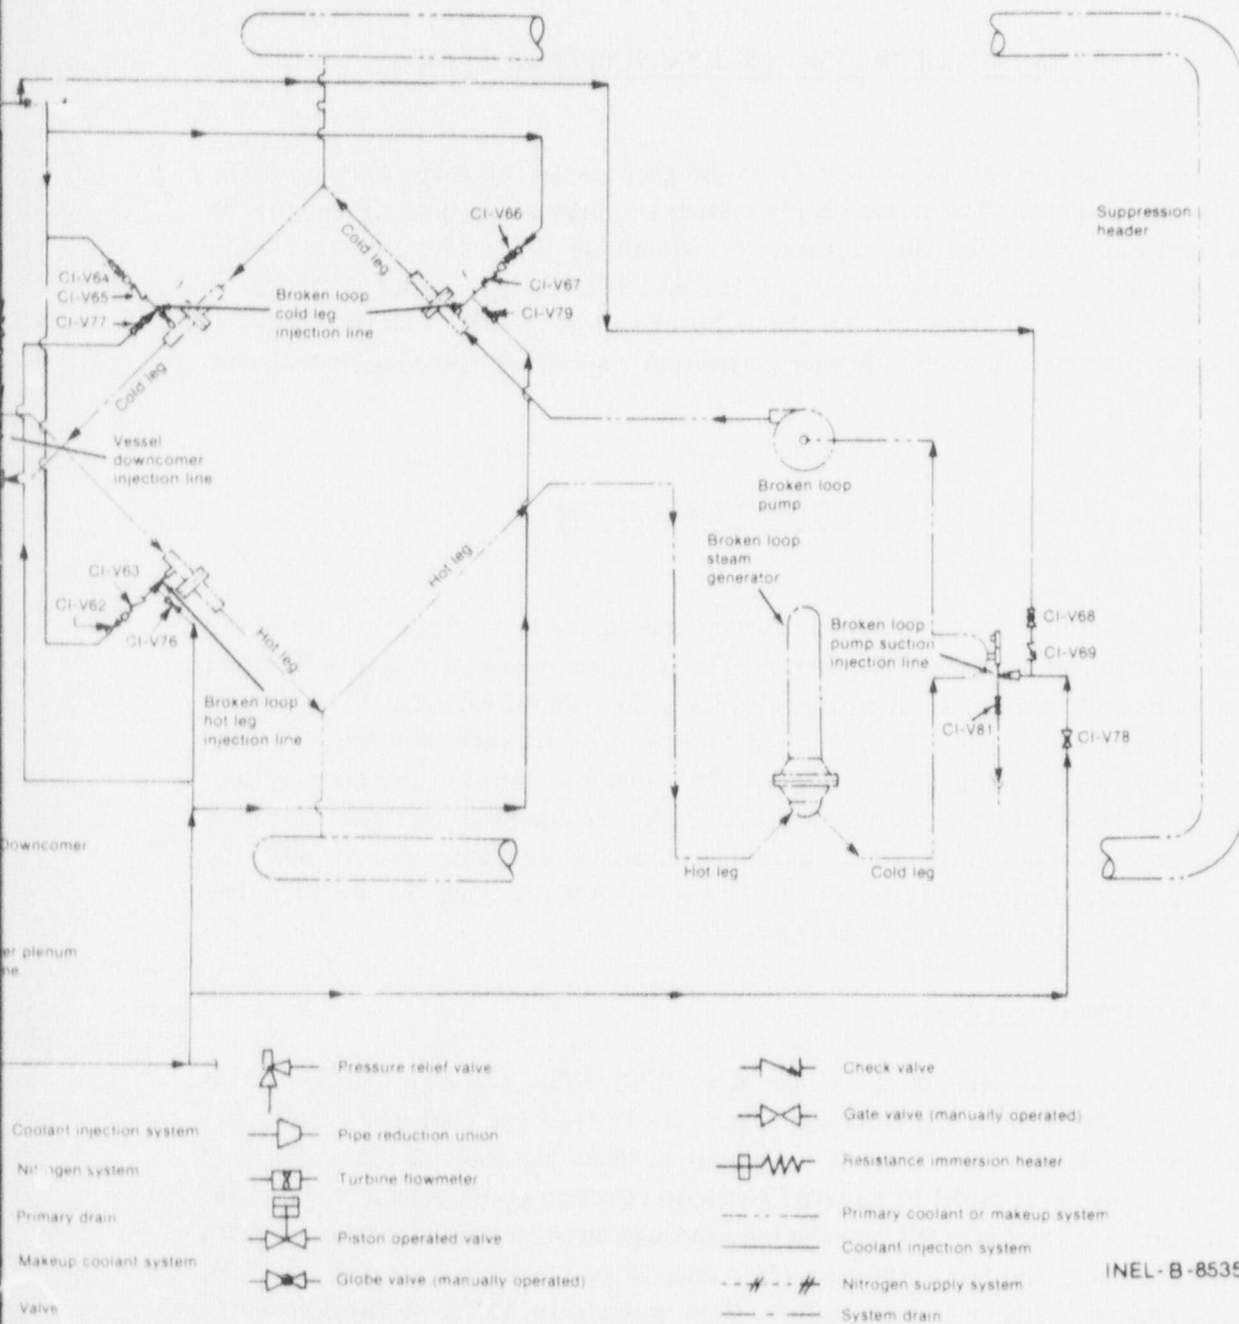 Suppression
header
CI-V66
Cold leg
CI-V67
CI-V64
CI-V65
CI-V77
Broken loop
cold leg
injection line
CI-V79
Cold leg
Vessel
downcomer
injection line
Broken loop
pump
Broken loop
steam
generator
Hot leg
CI-V63
CI-V62
CI-V76
Hot leg
Broken loop
hot leg
injection line
Broken loop
pump suction
injection line
CI-V68
CI-V69
CI-V81
CI-V78
Hot leg
Cold leg
Downcomer
er plenum
ne
Pressure relief valve
Check valve
Coolant injection system
Pipe reduction union
Gate valve (manually operated)
Nitrogen system
Turbine flowmeter
Resistance immersion heater
Primary drain
Piston operated valve
Primary coolant or makeup system
Makeup coolant system
Coolant injection system
Globe valve (manually operated)
Nitrogen supply system
INEL-B-8535
Valve
System drain